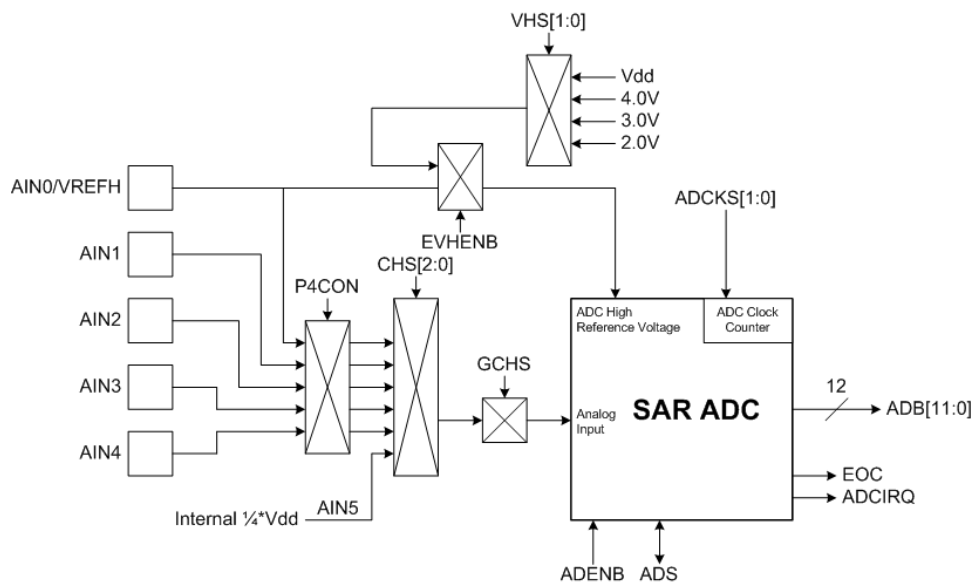 VHS[1:0]
Vdd
4.0V
3.0V
2.0V
AIN0/VREFH
ADCKS[1:0]
EVHENB
AIN1
CHS[2:0]
P4CON
AIN2
ADC High
Reference Voltage
ADC Clock
Counter
AIN3
GCHS
12
Analog
Input
SAR ADC
ADB[11:0]
AIN4
EOC
ADCIRQ
AIN5
Internal ¼*Vdd
ADENB
ADS